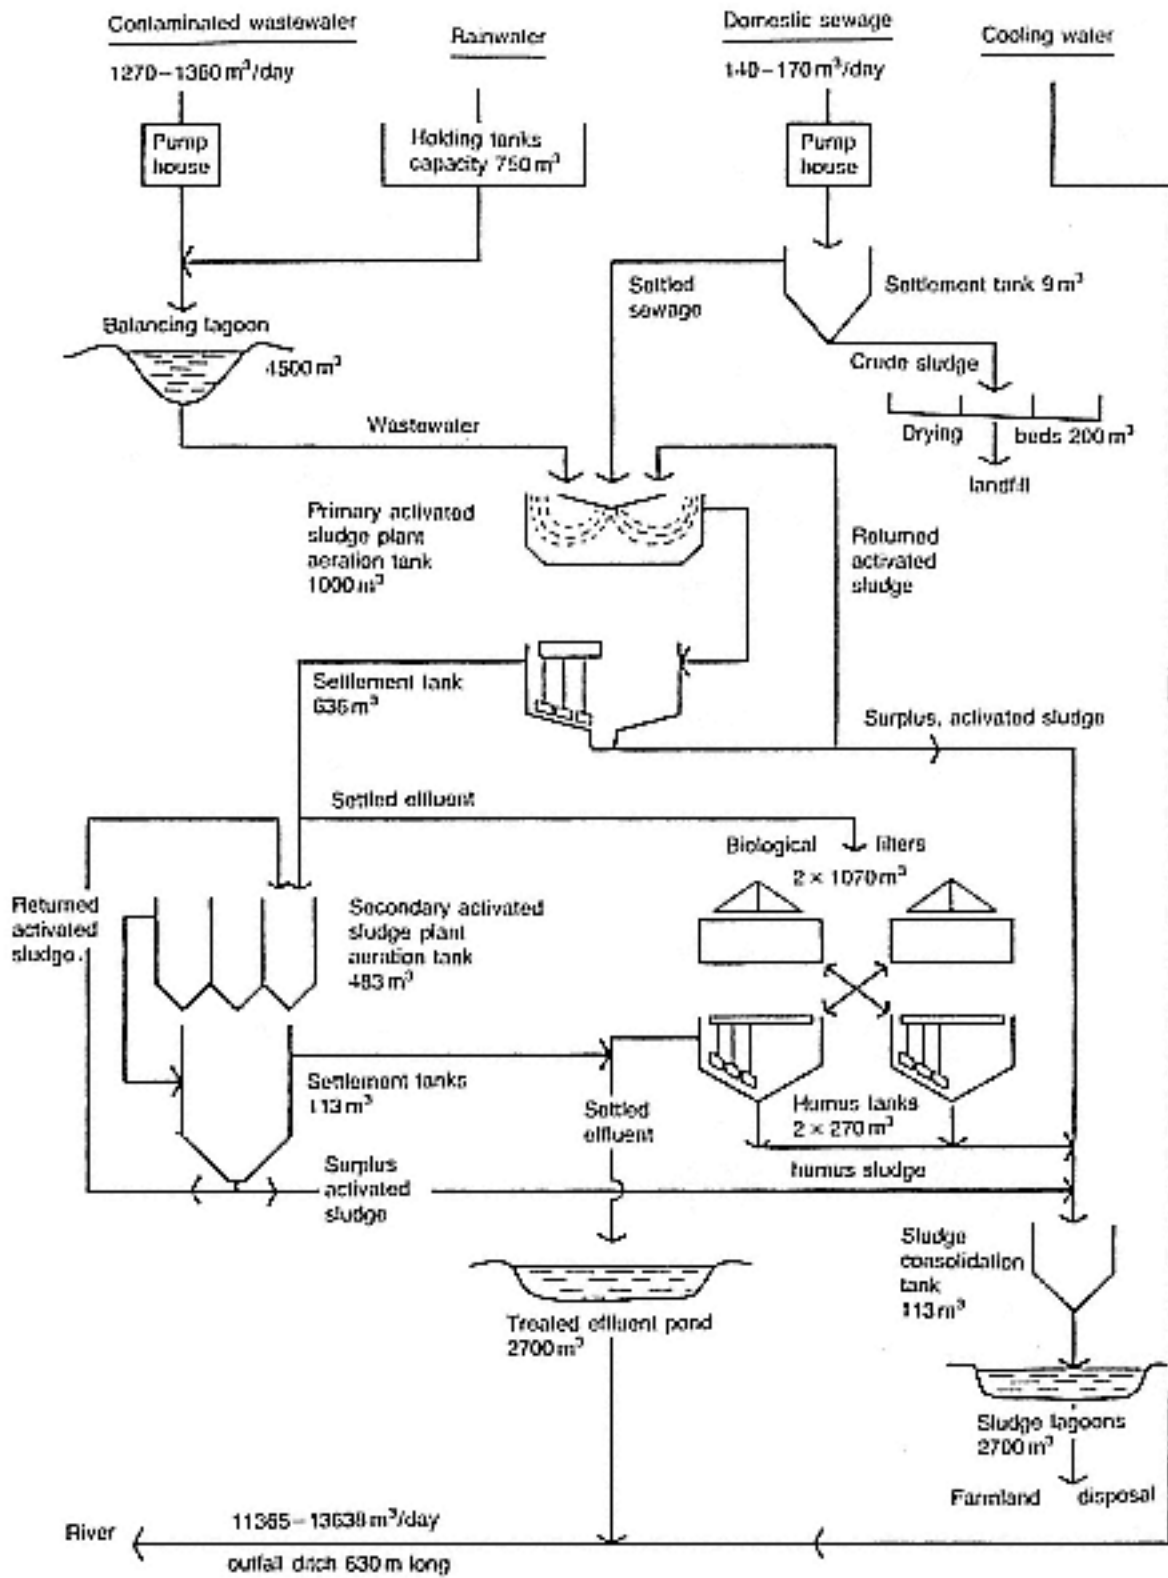 Contaminated wastewater
1270–1360 m³/day
Rainwater
Domestic sewage
140–170 m³/day
Cooling water
Pump
house
Holding tanks
capacity 750 m³
Pump
house
Settled
sewage
Settlement tank 9 m³
Balancing lagoon
4500 m³
Crude sludge
Drying beds 200 m³
landfill
Wastewater
Primary activated
sludge plant
aeration tank
1000 m³
Returned
activated
sludge
Settlement tank
636 m³
Surplus, activated sludge
Settled effluent
Biological filters
2 × 1070 m³
Returned
activated
sludge.
Secondary activated
sludge plant
aeration tank
483 m³
Settlement tanks
113 m³
Settled
effluent
Humus tanks
2 × 270 m³
humus sludge
Surplus
activated
sludge
Sludge
consolidation
tank
113 m³
Treated effluent pond
2700 m³
Sludge lagoons
2700 m³
Farmland disposal
River
11365–13638 m³/day
outfall ditch 630 m long